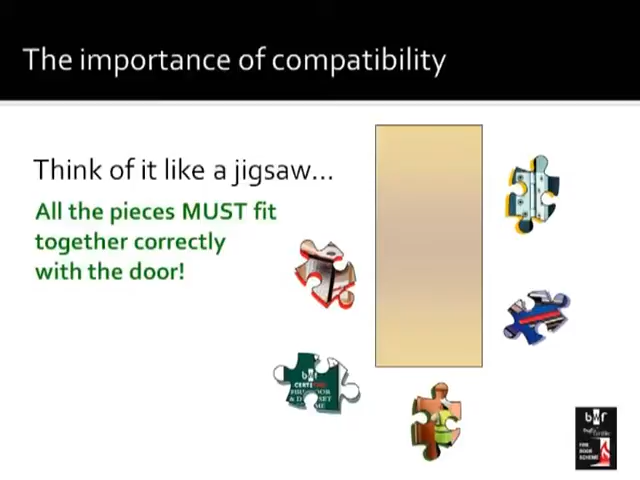 The importance of compatibility
Think of it like a jigsaw...
All the pieces MUST fit
together correctly
with the door!
bwf